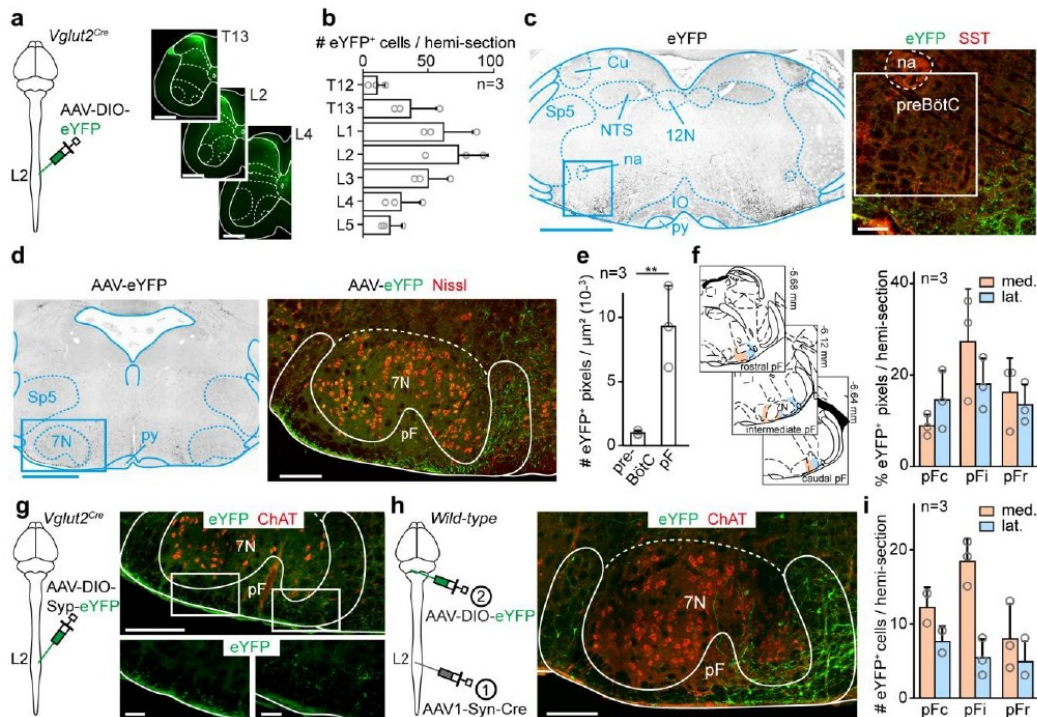 a
Vglut2Cre
AAV-DIO-
eYFP
L2
T13
L2
L4
b
# eYFP+ cells / hemi-section
0 50 100
n=3
T12
T13
L1
L2
L3
L4
L5
c
eYFP
Cu
Sp5
NTS
12N
na
IO
py
eYFP SST
na
preBötC
d
AAV-eYFP
Sp5
7N
py
AAV-eYFP Nissl
7N
pF
e
n=3
**
# eYFP+ pixels / µm² (10-3)
10
5
0
pre-
BötC
pF
f
-6.68 mm
rostral pF
-6.12 mm
intermediate pF
-6.64 mm
caudal pF
n=3
med.
lat.
% eYFP+ pixels / hemi-section
40
20
0
pFc pFi pFr
g
Vglut2Cre
AAV-DIO-
Syp-eYFP
L2
eYFP ChAT
7N
pF
eYFP
h
Wild-type
2
AAV-DIO-eYFP
L2
1
AAV1-Syn-Cre
eYFP ChAT
7N
pF
i
n=3
med.
lat.
# eYFP+ cells / hemi-section
20
10
0
pFc pFi pFr